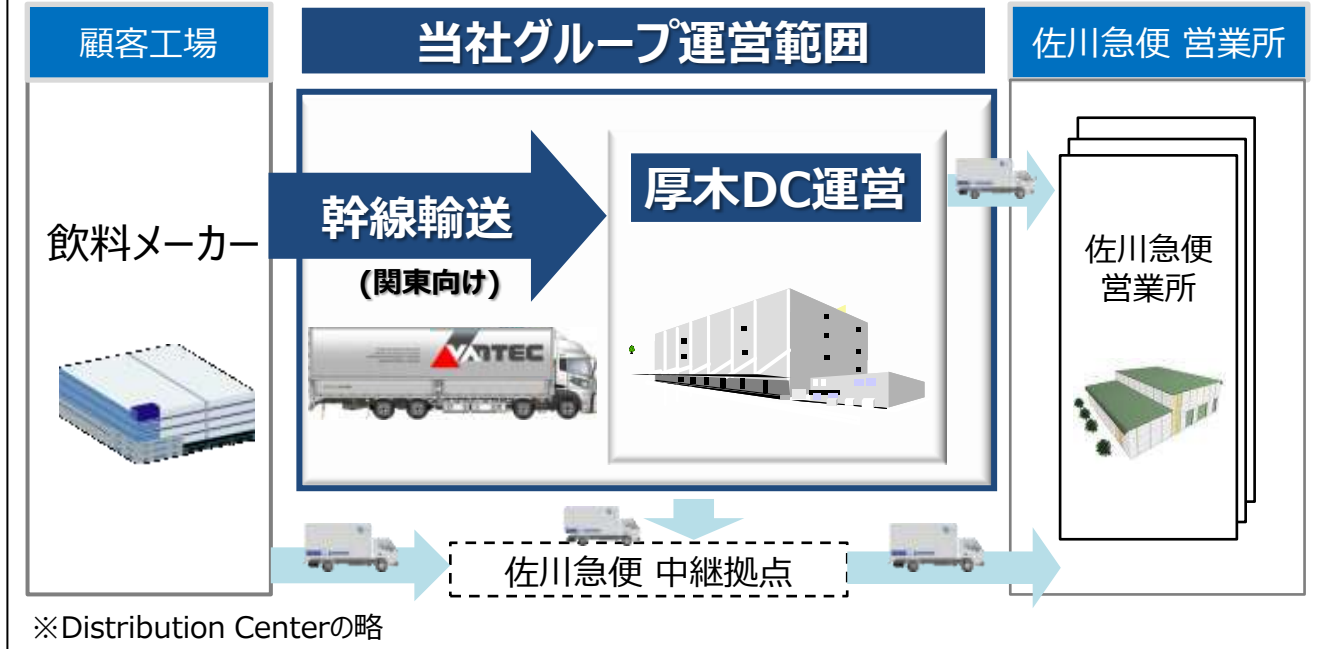 顧客工場
当社グループ運営範囲
佐川急便 営業所
飲料メーカー
幹線輸送
(関東向け)
VANTEC
厚木DC運営
佐川急便
営業所
佐川急便 中継拠点
※Distribution Centerの略